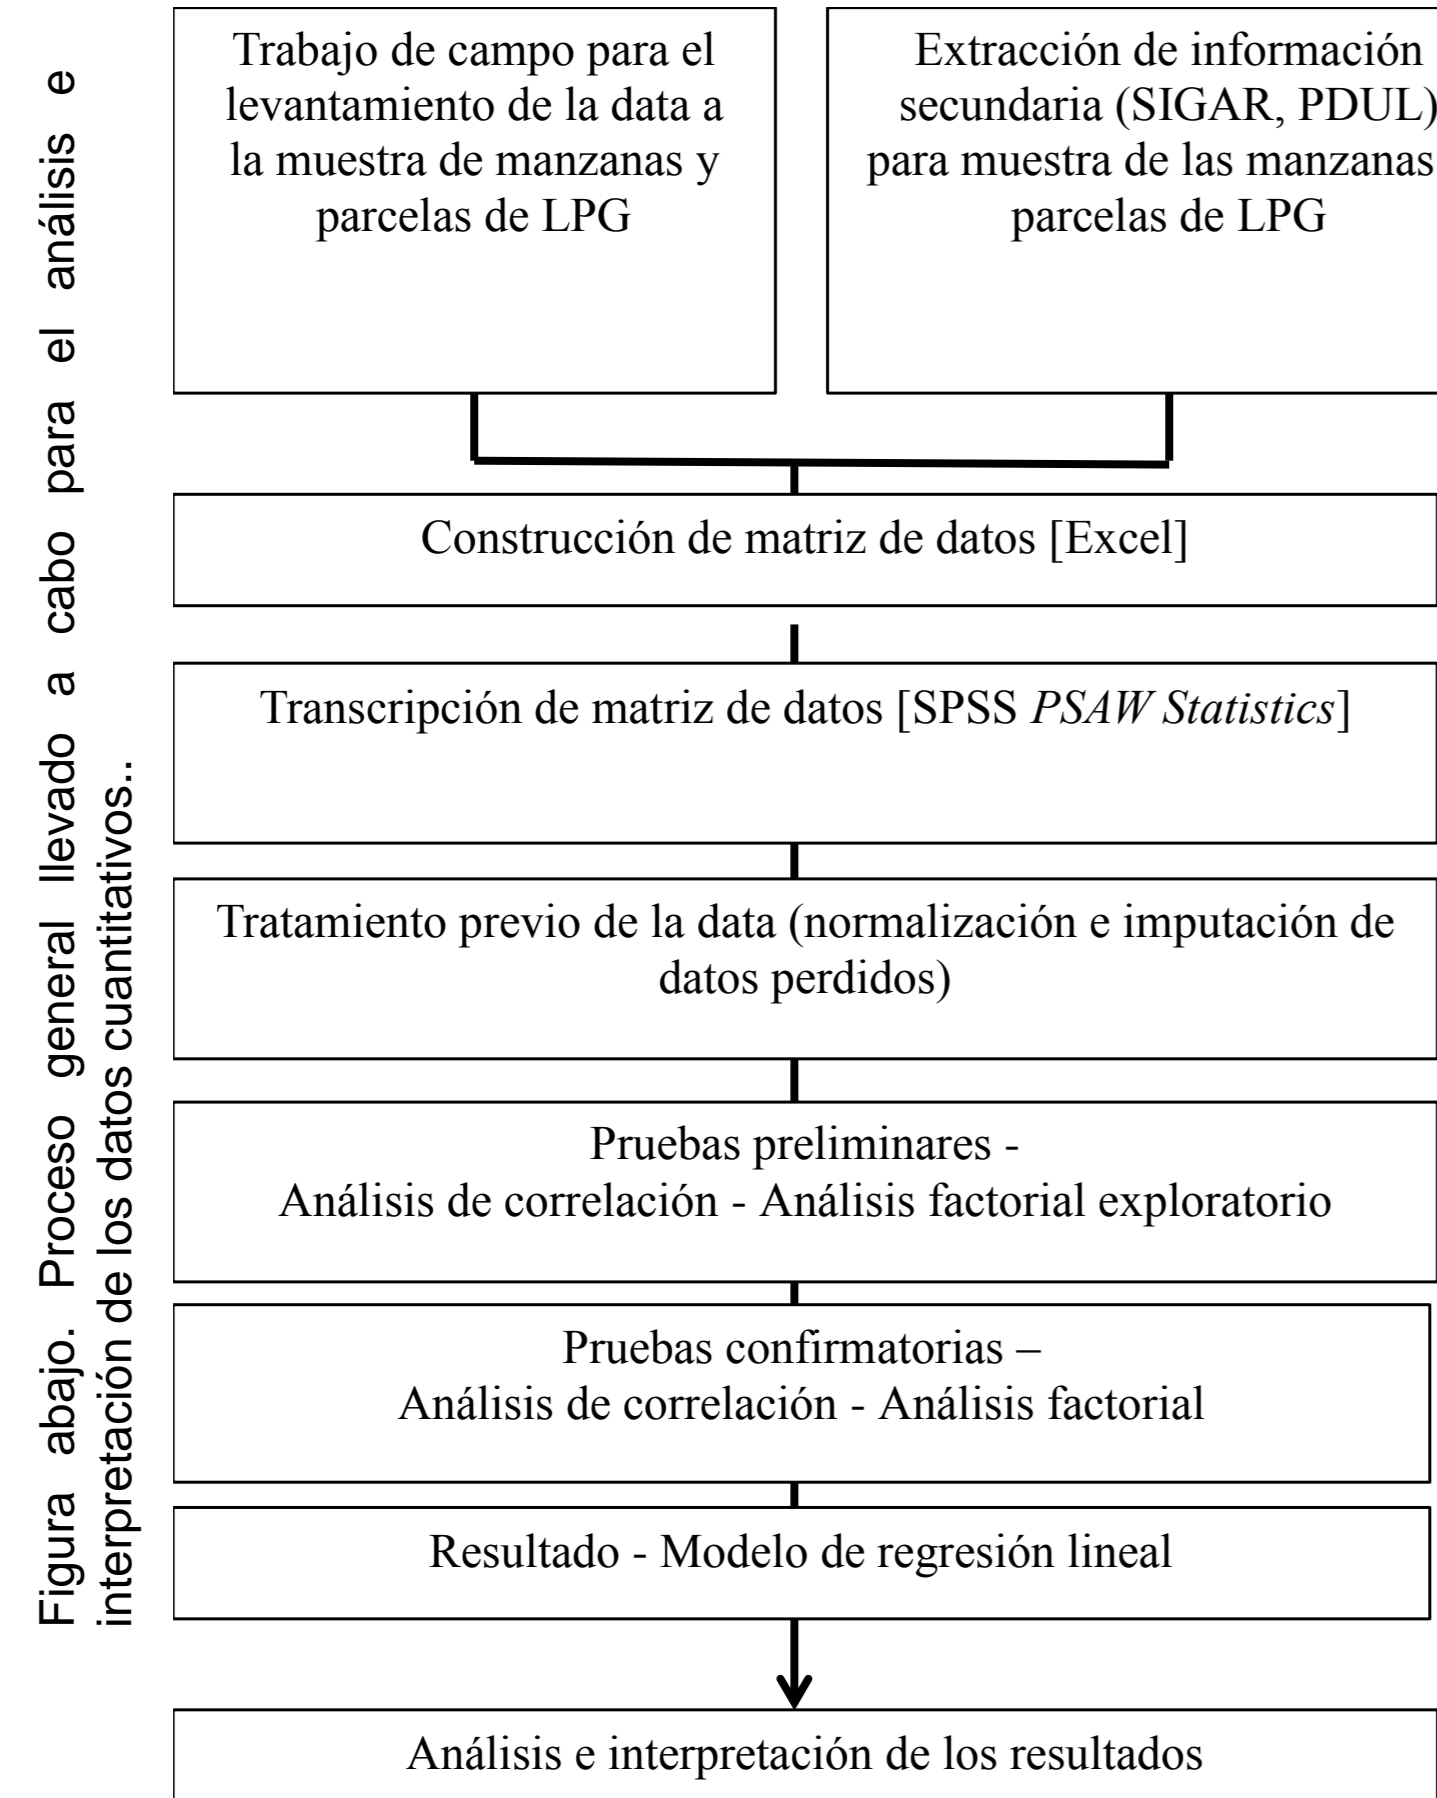 Figura abajo. Proceso general llevado a cabo para el análisis e
interpretación de los datos cuantitativos..
Trabajo de campo para el
levantamiento de la data a
la muestra de manzanas y
parcelas de LPG
Extracción de información
secundaria (SIGAR, PDUL)
para muestra de las manzanas
parcelas de LPG
Construcción de matriz de datos [Excel]
Transcripción de matriz de datos [SPSS PSAW Statistics]
Tratamiento previo de la data (normalización e imputación de
datos perdidos)
Pruebas preliminares -
Análisis de correlación - Análisis factorial exploratorio
Pruebas confirmatorias –
Análisis de correlación - Análisis factorial
Resultado - Modelo de regresión lineal
Análisis e interpretación de los resultados